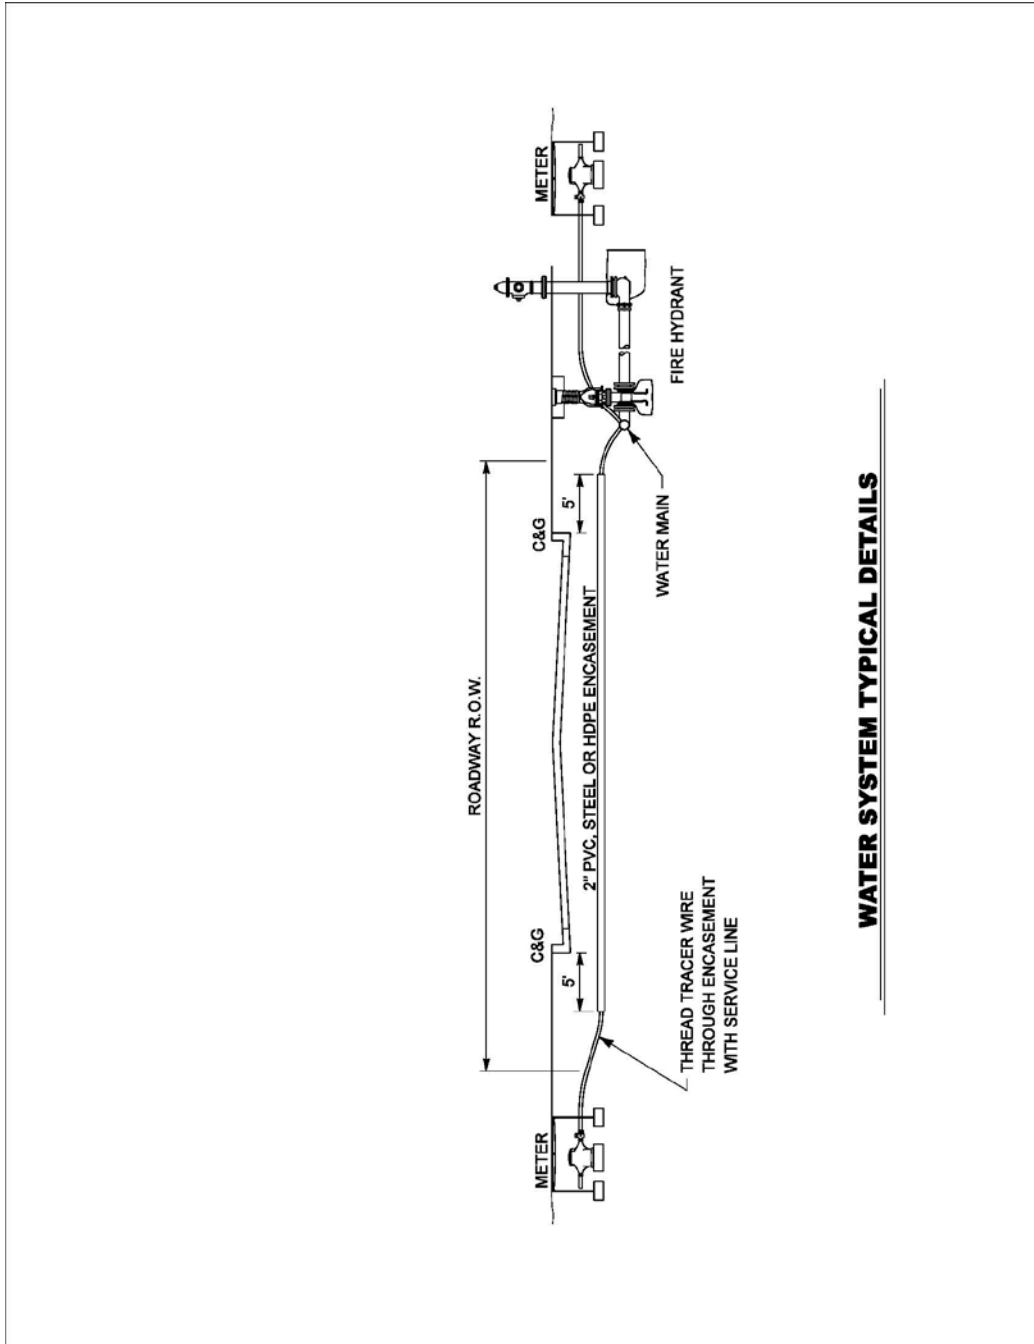 ROADWAY R.O.W.
METER
C&G
C&G
METER
5'
2" PVC, STEEL OR HDPE ENCASEMENT
5'
THREAD TRACER WIRE
THROUGH ENCASEMENT
WITH SERVICE LINE
WATER MAIN
FIRE HYDRANT
WATER SYSTEM TYPICAL DETAILS